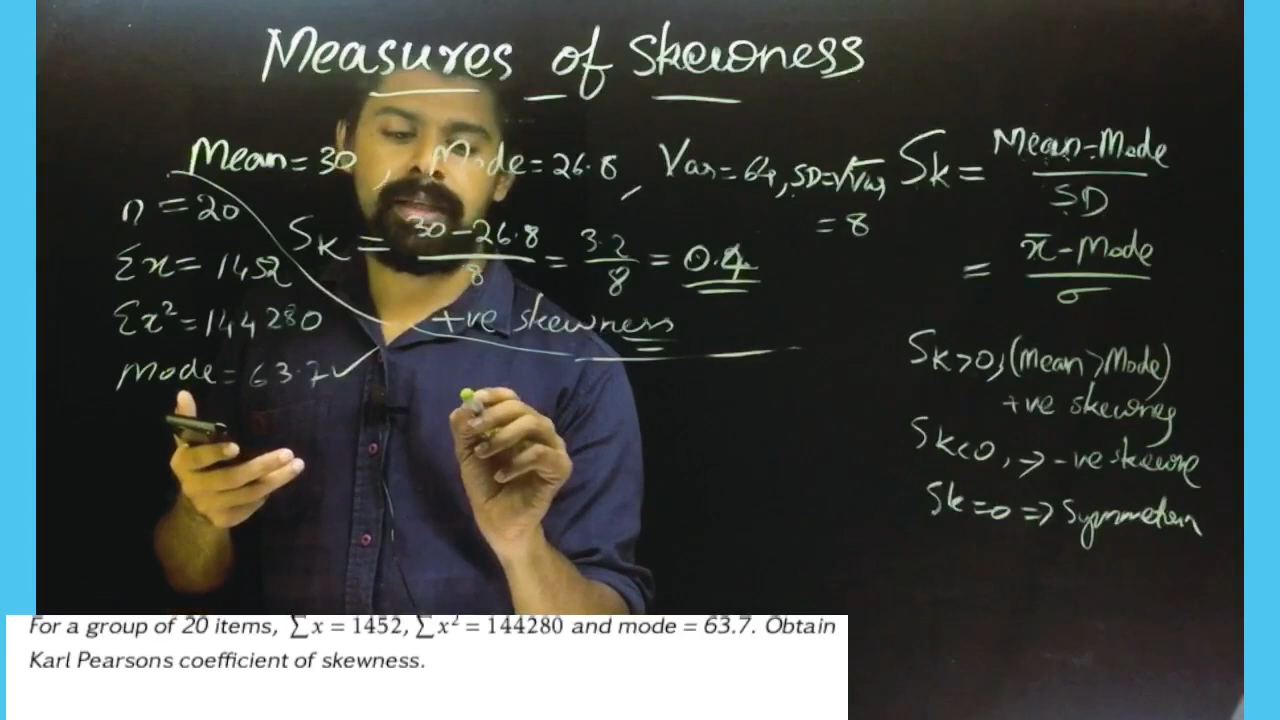 Measures of Skewness
Mean = 30, Mode = 26.8, Var = 64, SD = √Var
= 8
Sk = Mean - Mode / SD
= x̄ - Mode / σ
n = 20
Σx = 1452
Σx² = 144280
Mode = 63.7 ✓
Sk = 30 - 26.8 / 8 = 3.2 / 8 = 0.4
+ve skewness
Sk > 0, (Mean > Mode)
+ve skewness
Sk < 0, → -ve skewne
Sk = 0 ⇒ Symmetric
For a group of 20 items, ∑x = 1452, ∑x² = 144280 and mode = 63.7. Obtain
Karl Pearsons coefficient of skewness.